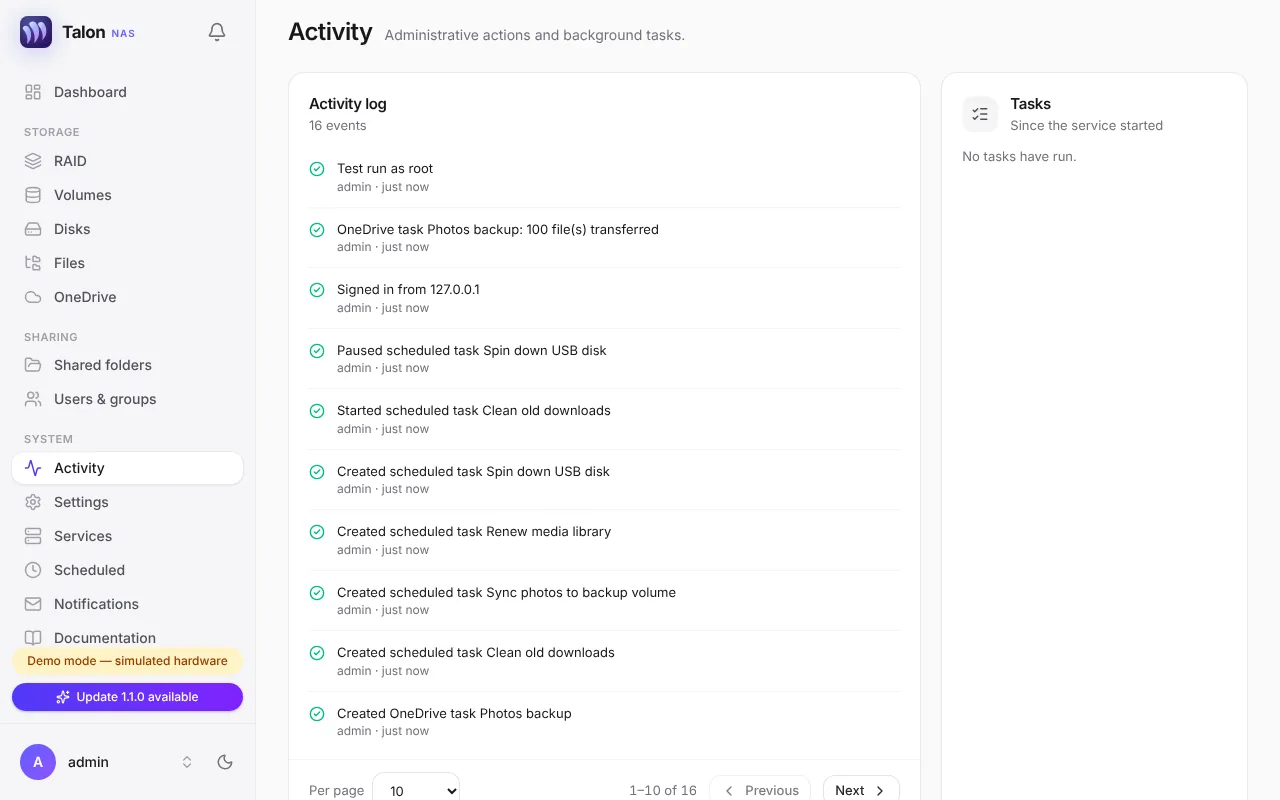 Talon NAS
Dashboard
STORAGE
RAID
Volumes
Disks
Files
OneDrive
SHARING
Shared folders
Users & groups
SYSTEM
Activity
Settings
Services
Scheduled
Notifications
Documentation
Demo mode — simulated hardware
Update 1.1.0 available
A admin
Activity Administrative actions and background tasks.
Activity log
16 events
Test run as root
admin · just now
OneDrive task Photos backup: 100 file(s) transferred
admin · just now
Signed in from 127.0.0.1
admin · just now
Paused scheduled task Spin down USB disk
admin · just now
Started scheduled task Clean old downloads
admin · just now
Created scheduled task Spin down USB disk
admin · just now
Created scheduled task Renew media library
admin · just now
Created scheduled task Sync photos to backup volume
admin · just now
Created scheduled task Clean old downloads
admin · just now
Created OneDrive task Photos backup
admin · just now
Per page 10 1–10 of 16 Previous Next
Tasks
Since the service started
No tasks have run.